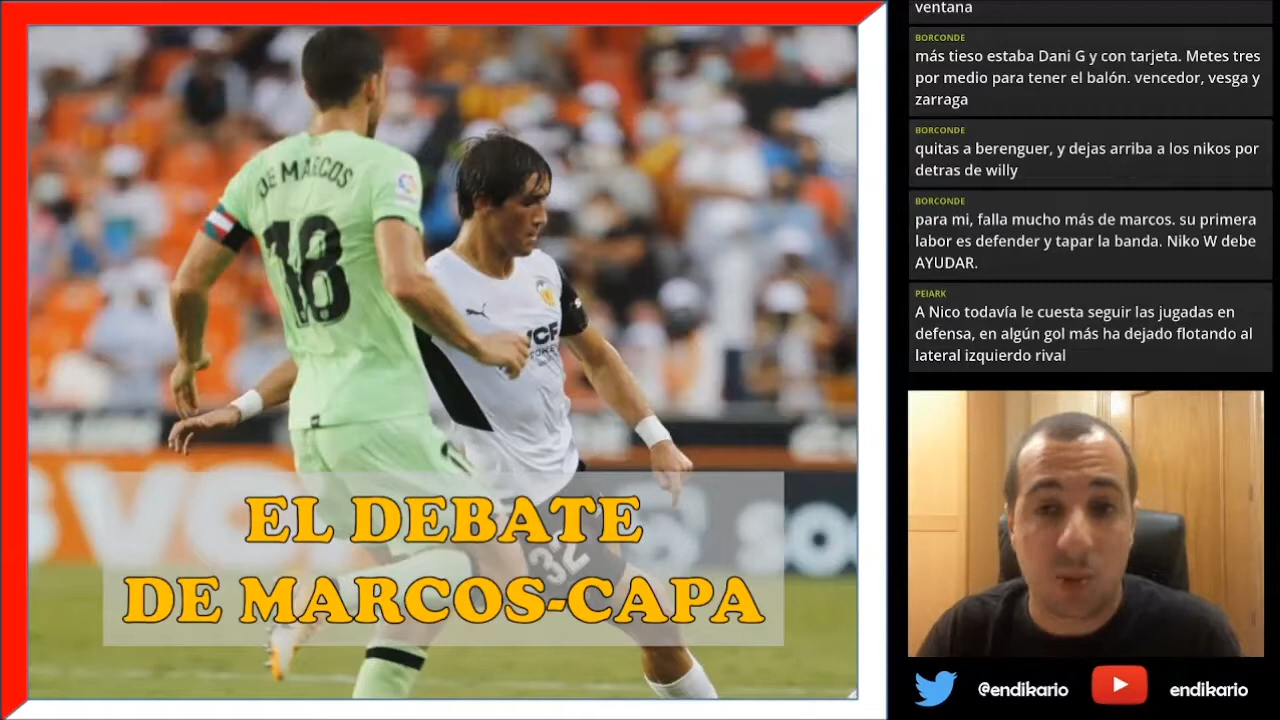 DE MARCOS
18
32
EL DEBATE
DE MARCOS-CAPA
ventana
BORCONDE
más tieso estaba Dani G y con tarjeta. Metes tres
por medio para tener el balón. vencedor, vesga y
zarraga
BORCONDE
quitas a berenguer, y dejas arriba a los nikos por
detras de willy
BORCONDE
para mi, falla mucho más de marcos. su primera
labor es defender y tapar la banda. Niko W debe
AYUDAR.
PEIARK
A Nico todavía le cuesta seguir las jugadas en
defensa, en algún gol más ha dejado flotando al
lateral izquierdo rival
@endikario
endikario